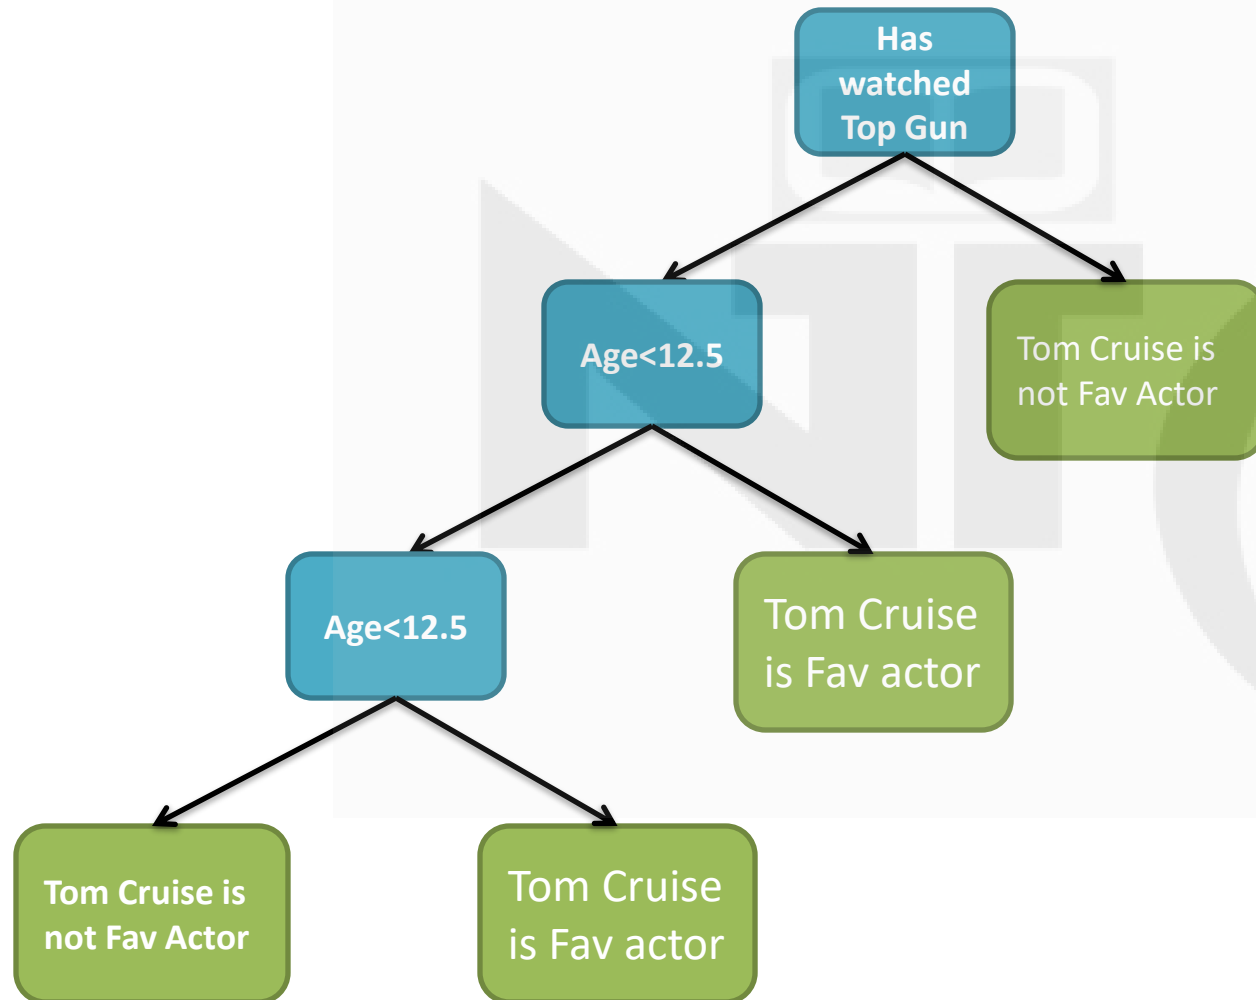 Has
watched
Top Gun
Age<12.5
Tom Cruise is
not Fav Actor
Age<12.5
Tom Cruise
is Fav actor
Tom Cruise is
not Fav Actor
Tom Cruise
is Fav actor